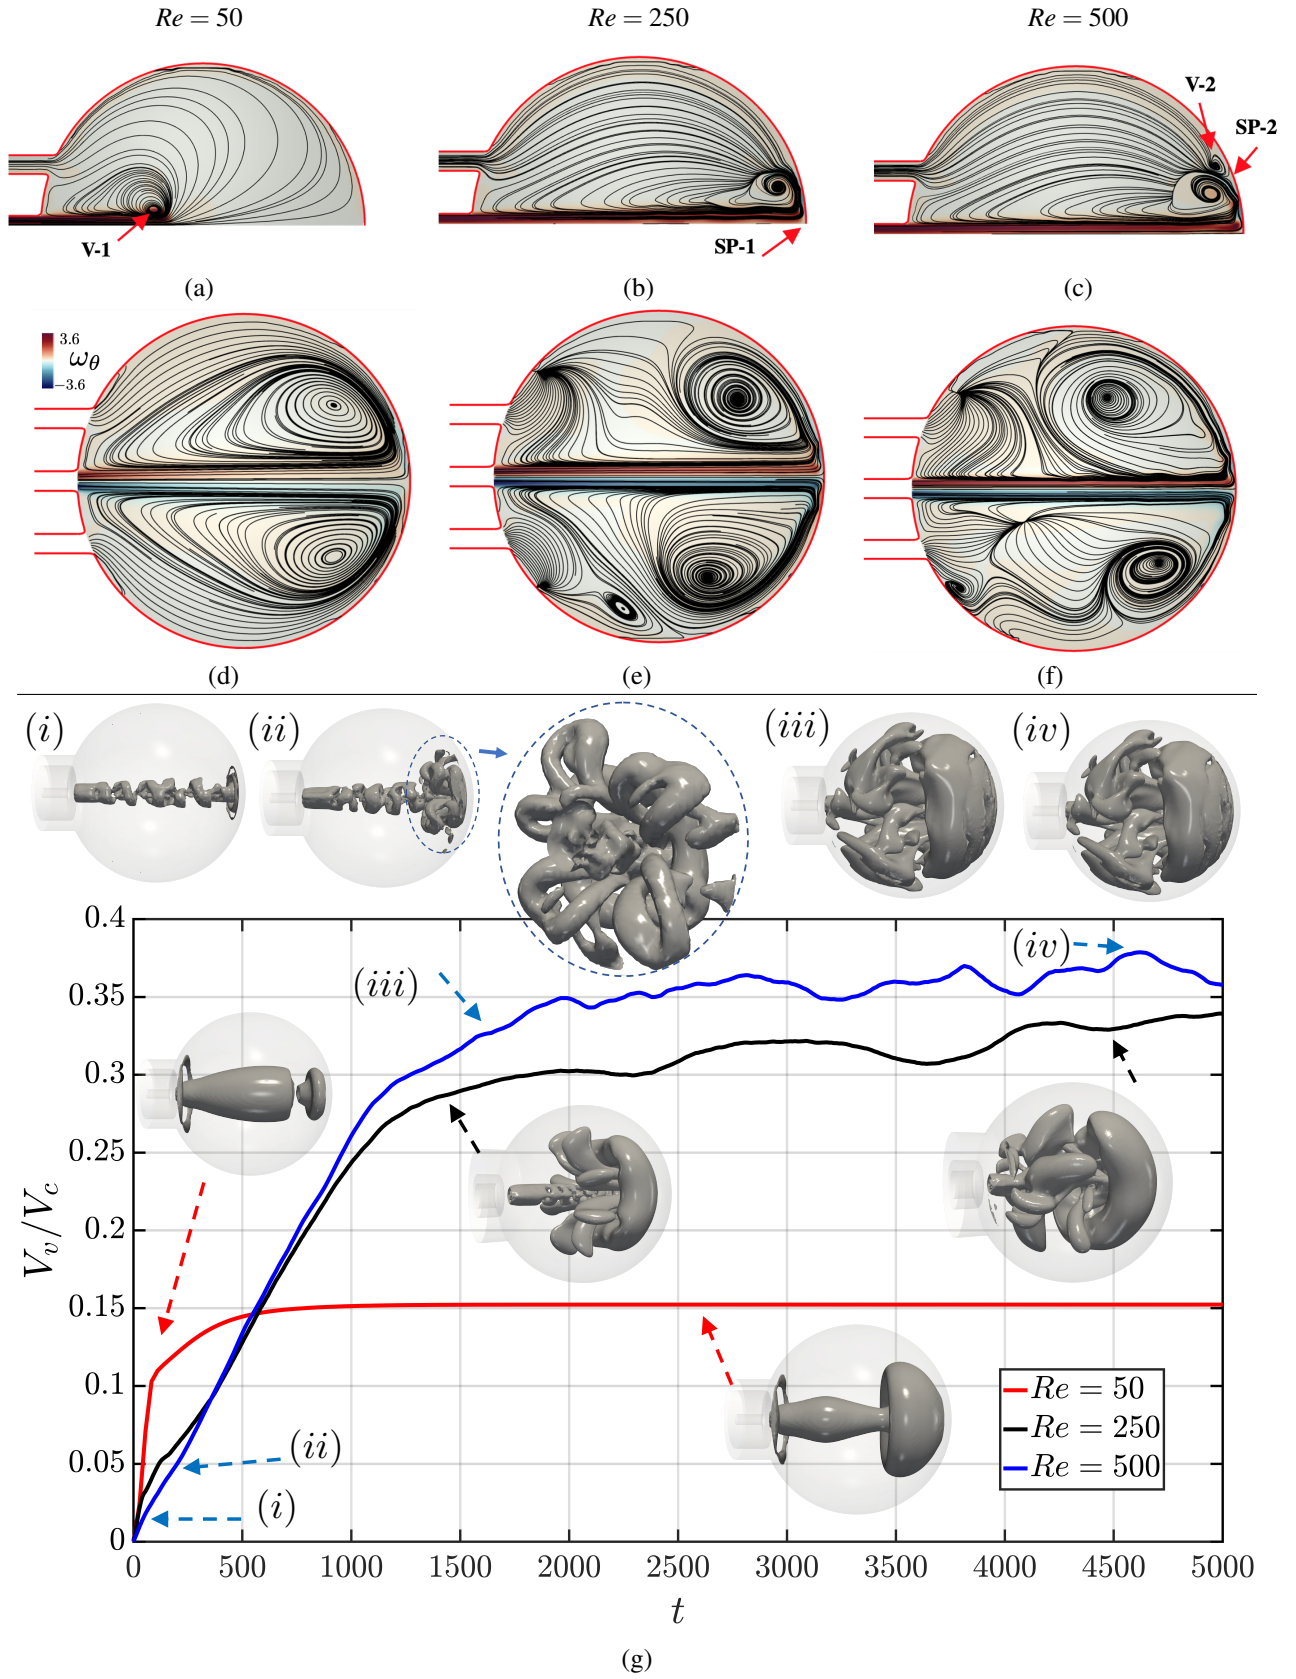 Re = 50 Re = 250 Re = 500
V-2
SP-2
V-1
SP-1
(a) (b) (c)
3.6
ω_θ
−3.6
(d) (e) (f)
(i) (ii) (iii) (iv)
0.4
(iv)
(iii)
0.35
0.3
0.25
0.2
V_v/V_c
0.15
0.1
Re = 50
Re = 250
(ii)
0.05
Re = 500
(i)
0
0 500 1000 1500 2000 2500 3000 3500 4000 4500 5000
t
(g)